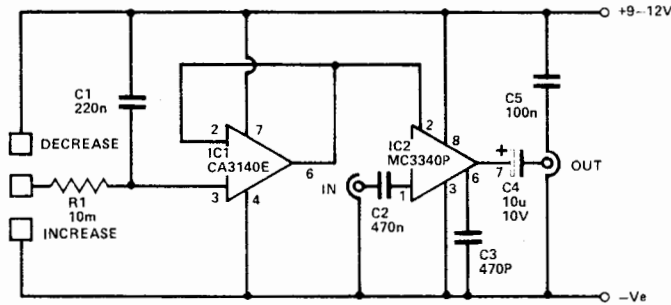 +9-12V
C1
220n
C5
100n
2
7
2
8
DECREASE
IC1
CA3140E
6
IC2
MC3340P
+
7
OUT
IN
R1
10m
3
4
1
3
6
C4
10u
10V
C2
470n
INCREASE
C3
470P
-Ve